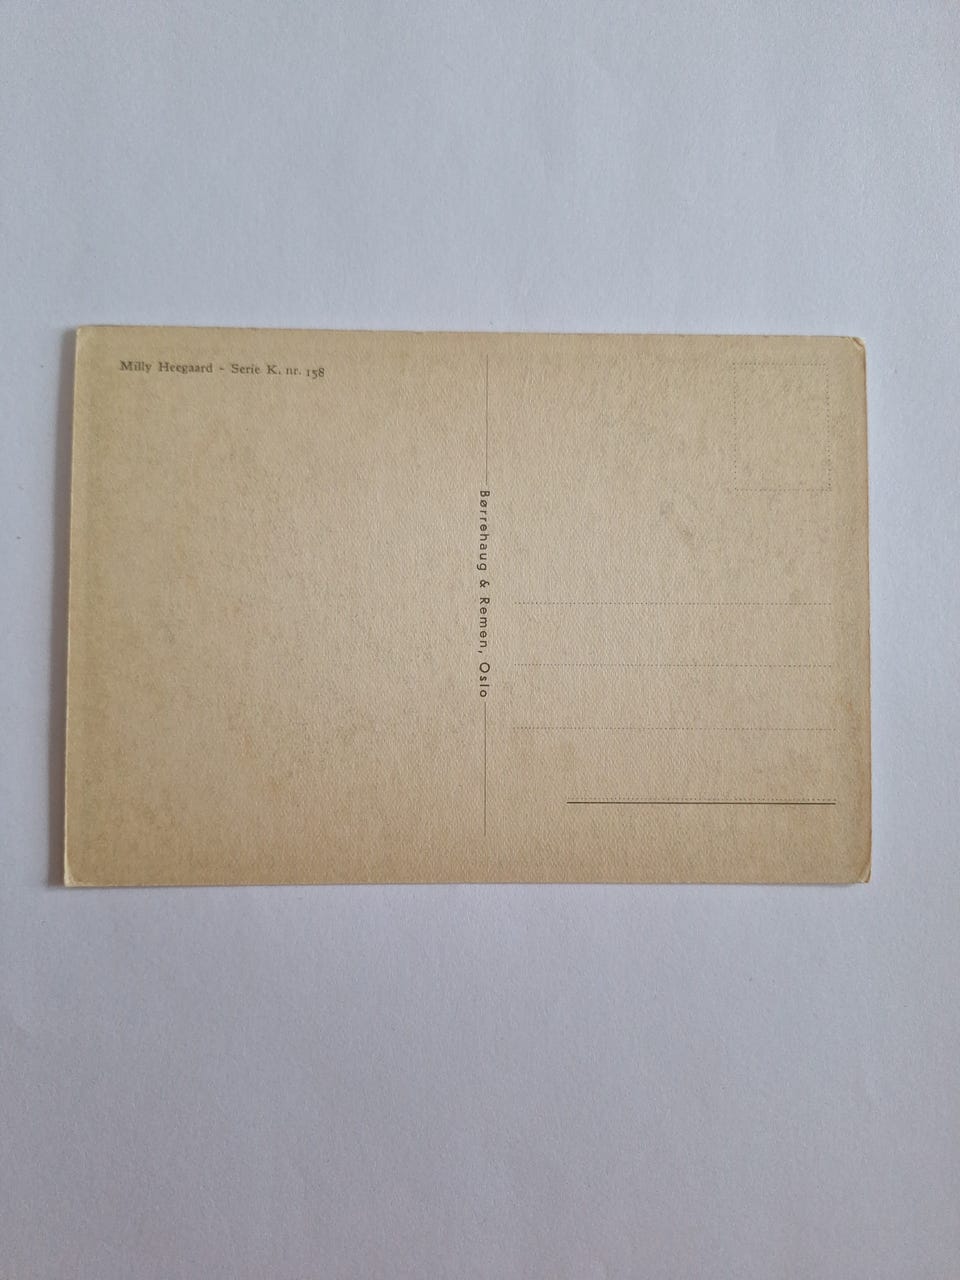 Milly Heegaard - Serie K. nr. 158
Børrehaug & Remen, Oslo